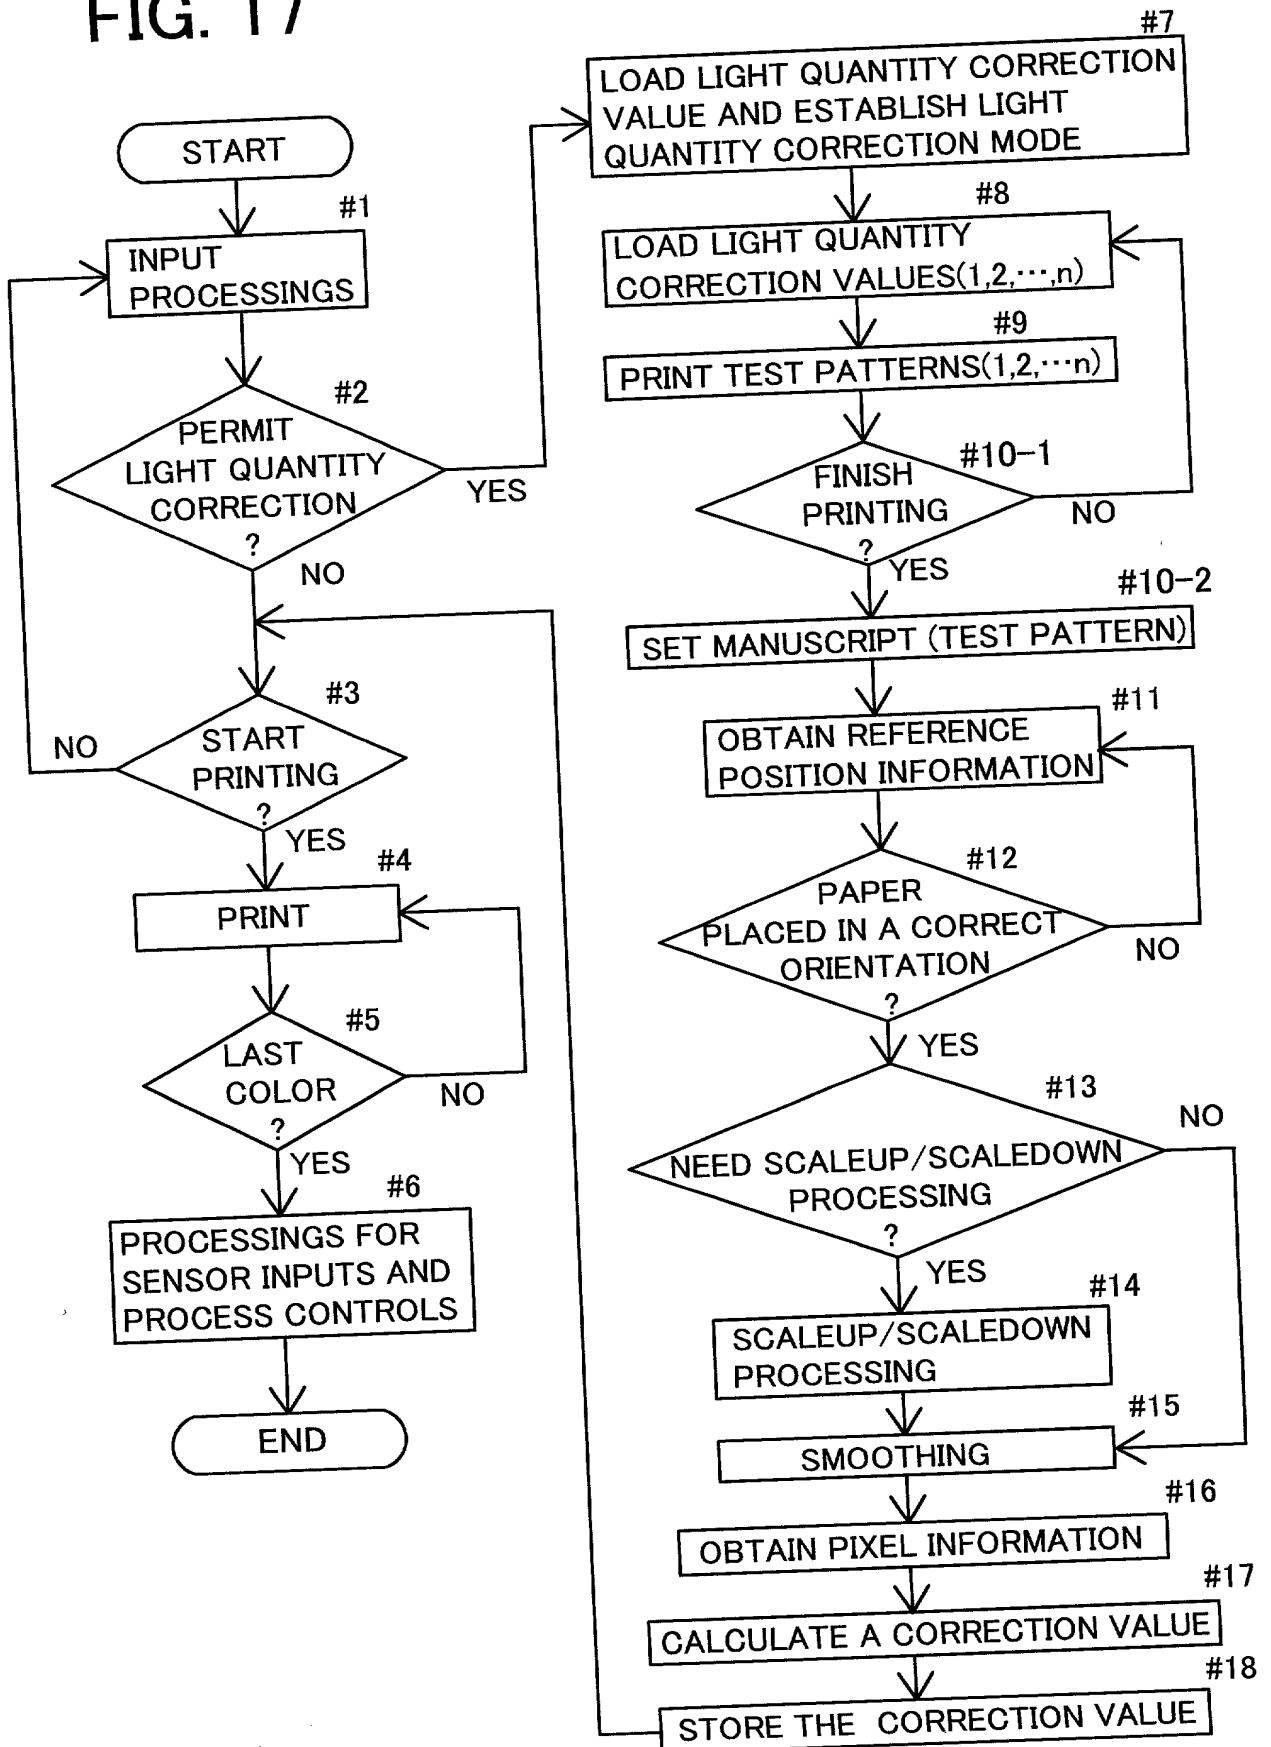 FIG. 17
START
#1
INPUT
PROCESSINGS
#2
PERMIT
LIGHT QUANTITY
CORRECTION
?
YES
NO
#3
START
PRINTING
?
NO
YES
#4
PRINT
#5
LAST
COLOR
?
NO
YES
#6
PROCESSINGS FOR
SENSOR INPUTS AND
PROCESS CONTROLS
END
#7
LOAD LIGHT QUANTITY CORRECTION
VALUE AND ESTABLISH LIGHT
QUANTITY CORRECTION MODE
#8
LOAD LIGHT QUANTITY
CORRECTION VALUES(1,2,⋯,n)
#9
PRINT TEST PATTERNS(1,2,⋯n)
#10-1
FINISH
PRINTING
?
NO
YES
#10-2
SET MANUSCRIPT (TEST PATTERN)
#11
OBTAIN REFERENCE
POSITION INFORMATION
#12
PAPER
PLACED IN A CORRECT
ORIENTATION
?
NO
YES
#13
NO
NEED SCALEUP/SCALEDOWN
PROCESSING
?
YES
#14
SCALEUP/SCALEDOWN
PROCESSING
#15
SMOOTHING
#16
OBTAIN PIXEL INFORMATION
#17
CALCULATE A CORRECTION VALUE
#18
STORE THE CORRECTION VALUE